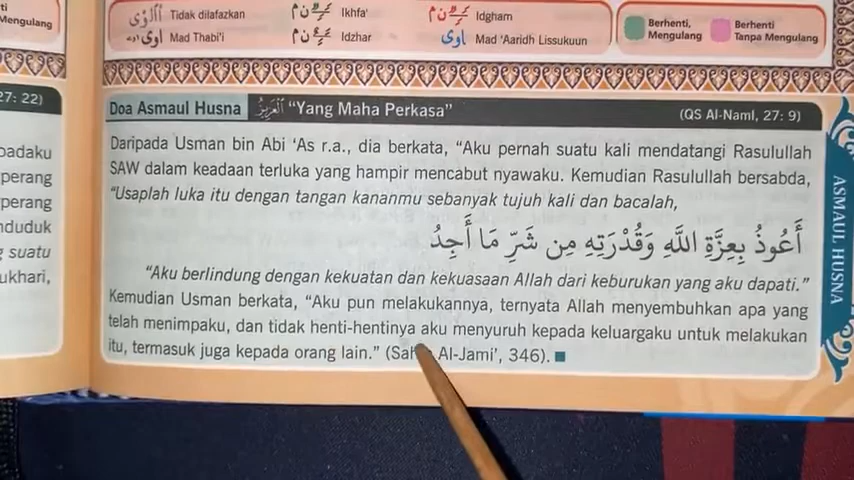 ti
Mengulang
Tidak dilafazkan
Ikhfa'
Idgham
Mad Thabi'i
Idzhar
Mad 'Aaridh Lissukuun
Berhenti,
Mengulang
Berhenti
Tanpa Mengulang
27: 22)
padaku
perang
perang
nduduk
g suatu
ukhari,
Doa Asmaul Husna العزيز "Yang Maha Perkasa" (QS Al-Naml, 27: 9)
Daripada Usman bin Abi 'As r.a., dia berkata, "Aku pernah suatu kali mendatangi Rasulullah
SAW dalam keadaan terluka yang hampir mencabut nyawaku. Kemudian Rasulullah bersabda,
"Usaplah luka itu dengan tangan kananmu sebanyak tujuh kali dan bacalah,
أَعُوذُ بِعِزَّةِ اللَّهِ وَقُدْرَتِهِ مِن شَرِّ مَا أَجِدُ
"Aku berlindung dengan kekuatan dan kekuasaan Allah dari keburukan yang aku dapati."
Kemudian Usman berkata, "Aku pun melakukannya, ternyata Allah menyembuhkan apa yang
telah menimpaku, dan tidak henti-hentinya aku menyuruh kepada keluargaku untuk melakukan
itu, termasuk juga kepada orang lain." Al-Jami', 346).
ASMAUL HUSNA